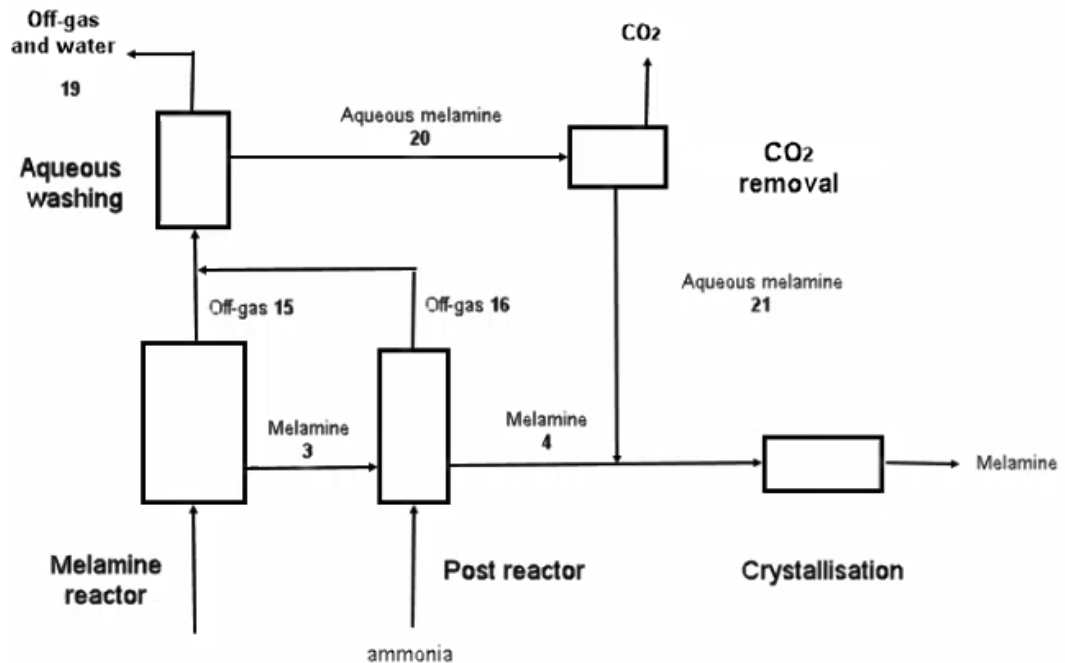 Off-gas
and water
19
CO2
Aqueous melamine
20
Aqueous
washing
CO2
removal
Aqueous melamine
21
Off-gas 15
Off-gas 16
Melamine
3
Melamine
4
Melamine
Melamine
reactor
Post reactor
Crystallisation
ammonia